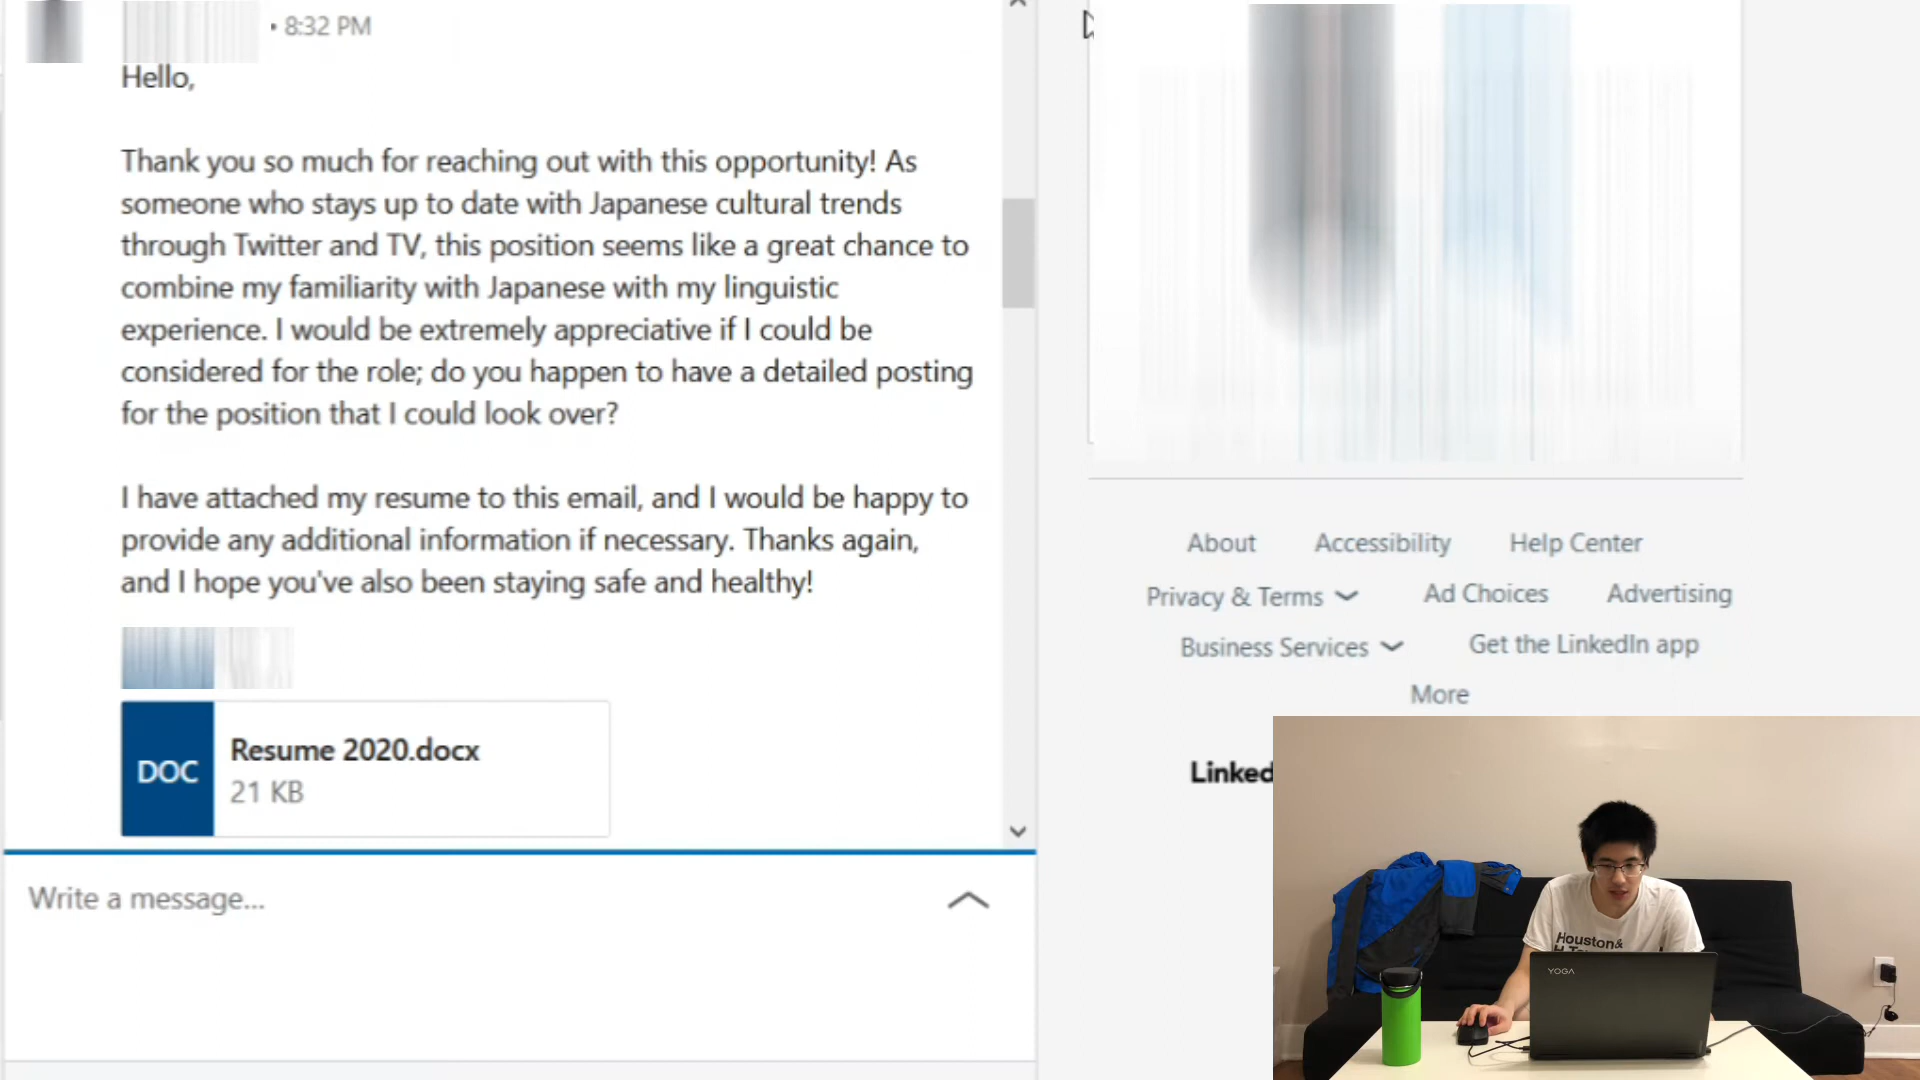 • 8:32 PM
Hello,
Thank you so much for reaching out with this opportunity! As
someone who stays up to date with Japanese cultural trends
through Twitter and TV, this position seems like a great chance to
combine my familiarity with Japanese with my linguistic
experience. I would be extremely appreciative if I could be
considered for the role; do you happen to have a detailed posting
for the position that I could look over?
I have attached my resume to this email, and I would be happy to
provide any additional information if necessary. Thanks again,
and I hope you've also been staying safe and healthy!
DOC
Resume 2020.docx
21 KB
Write a message...
About Accessibility Help Center
Privacy & Terms Ad Choices Advertising
Business Services Get the LinkedIn app
More
Linked
Houston&
YOGA